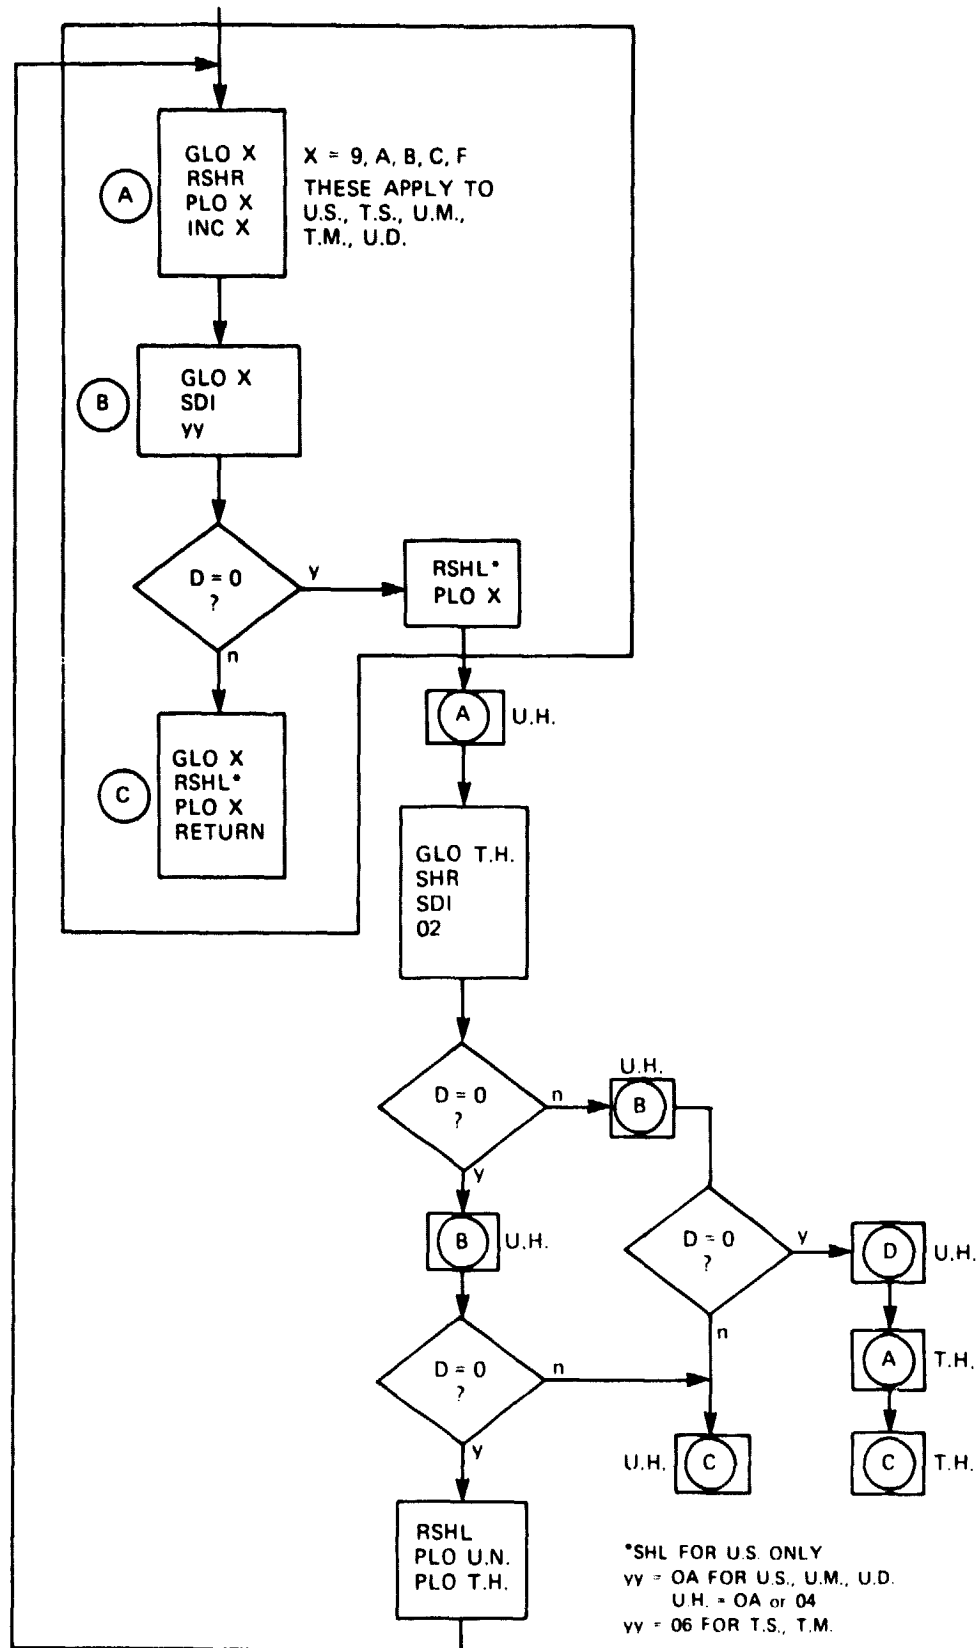 GLO X
RSHR
PLO X
INC X
A
X = 9, A, B, C, F
THESE APPLY TO
U.S., T.S., U.M.,
T.M., U.D.
B
GLO X
SDI
yy
D = 0
?
y
n
RSHL*
PLO X
A
U.H.
C
GLO X
RSHL*
PLO X
RETURN
GLO T.H.
SHR
SDI
02
D = 0
?
n
y
U.H.
B
B
U.H.
D = 0
?
y
n
D
U.H.
A
T.H.
D = 0
?
n
y
U.H.
C
C
T.H.
RSHL
PLO U.N.
PLO T.H.
*SHL FOR U.S. ONLY
yy = OA FOR U.S., U.M., U.D.
U.H. = OA or 04
yy = 06 FOR T.S., T.M.